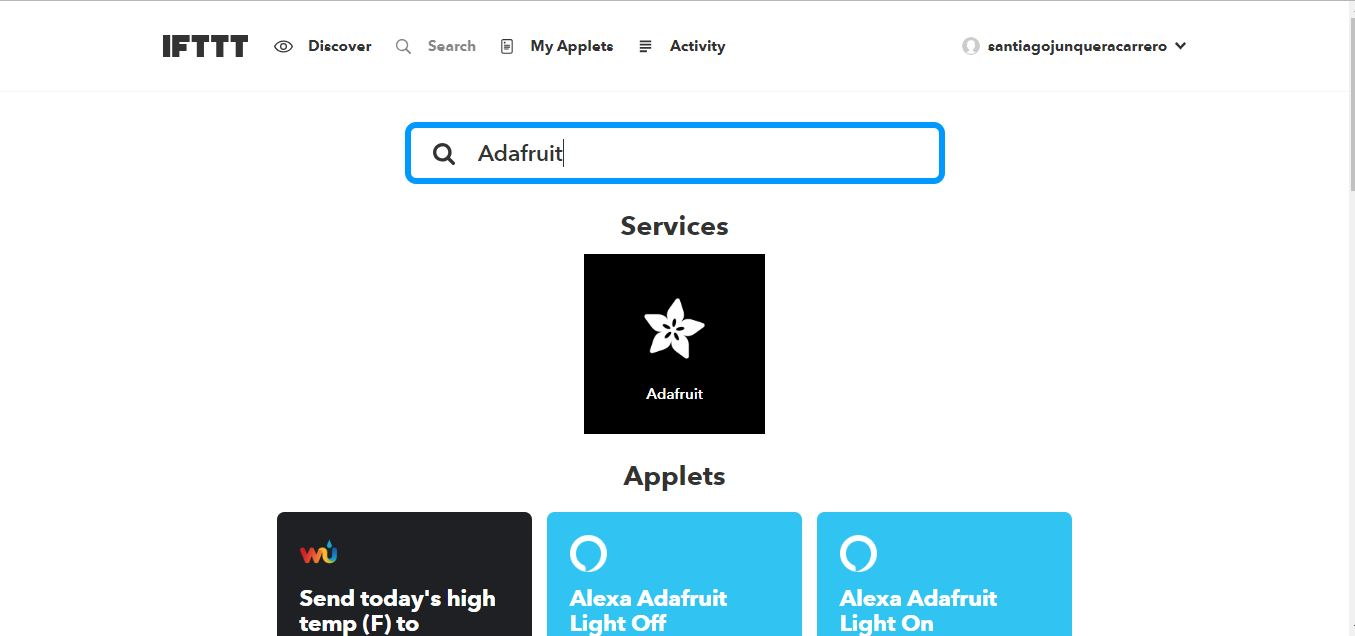 IFTTT Discover Search My Applets Activity santiagojunqueracarrero
Adafruit
Services
Adafruit
Applets
Send today's high
temp (F) to
Alexa Adafruit
Light Off
Alexa Adafruit
Light On